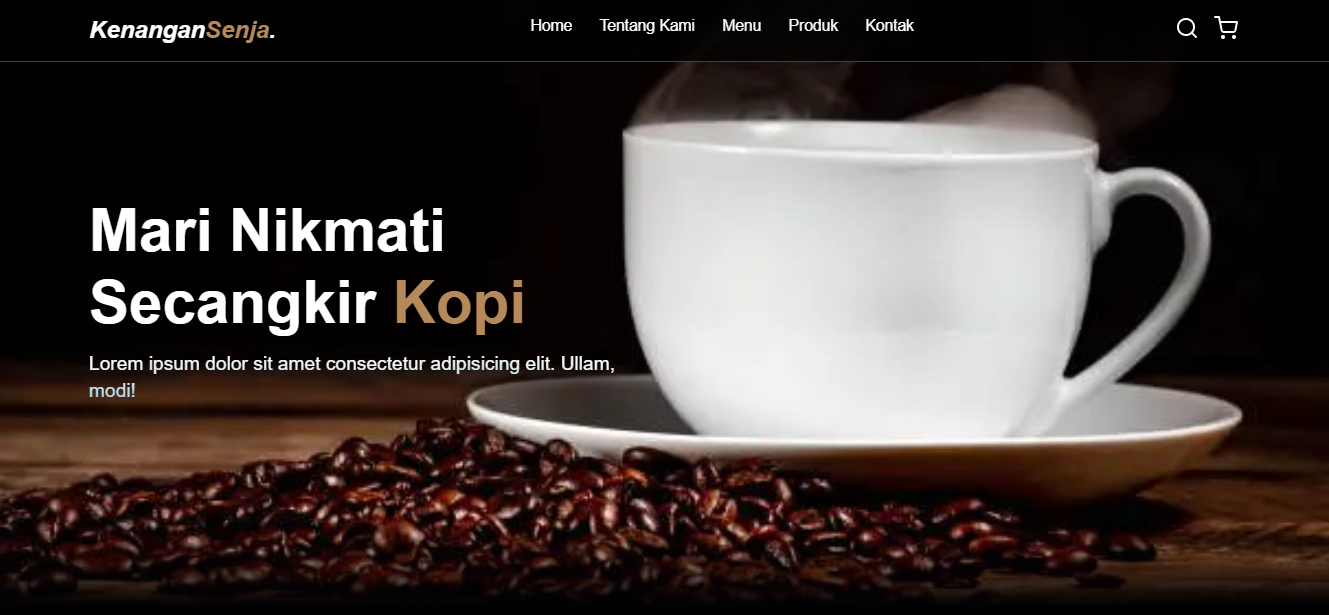 KenanganSenja.
Home Tentang Kami Menu Produk Kontak
Mari Nikmati
Secangkir Kopi
Lorem ipsum dolor sit amet consectetur adipisicing elit. Ullam,
modi!